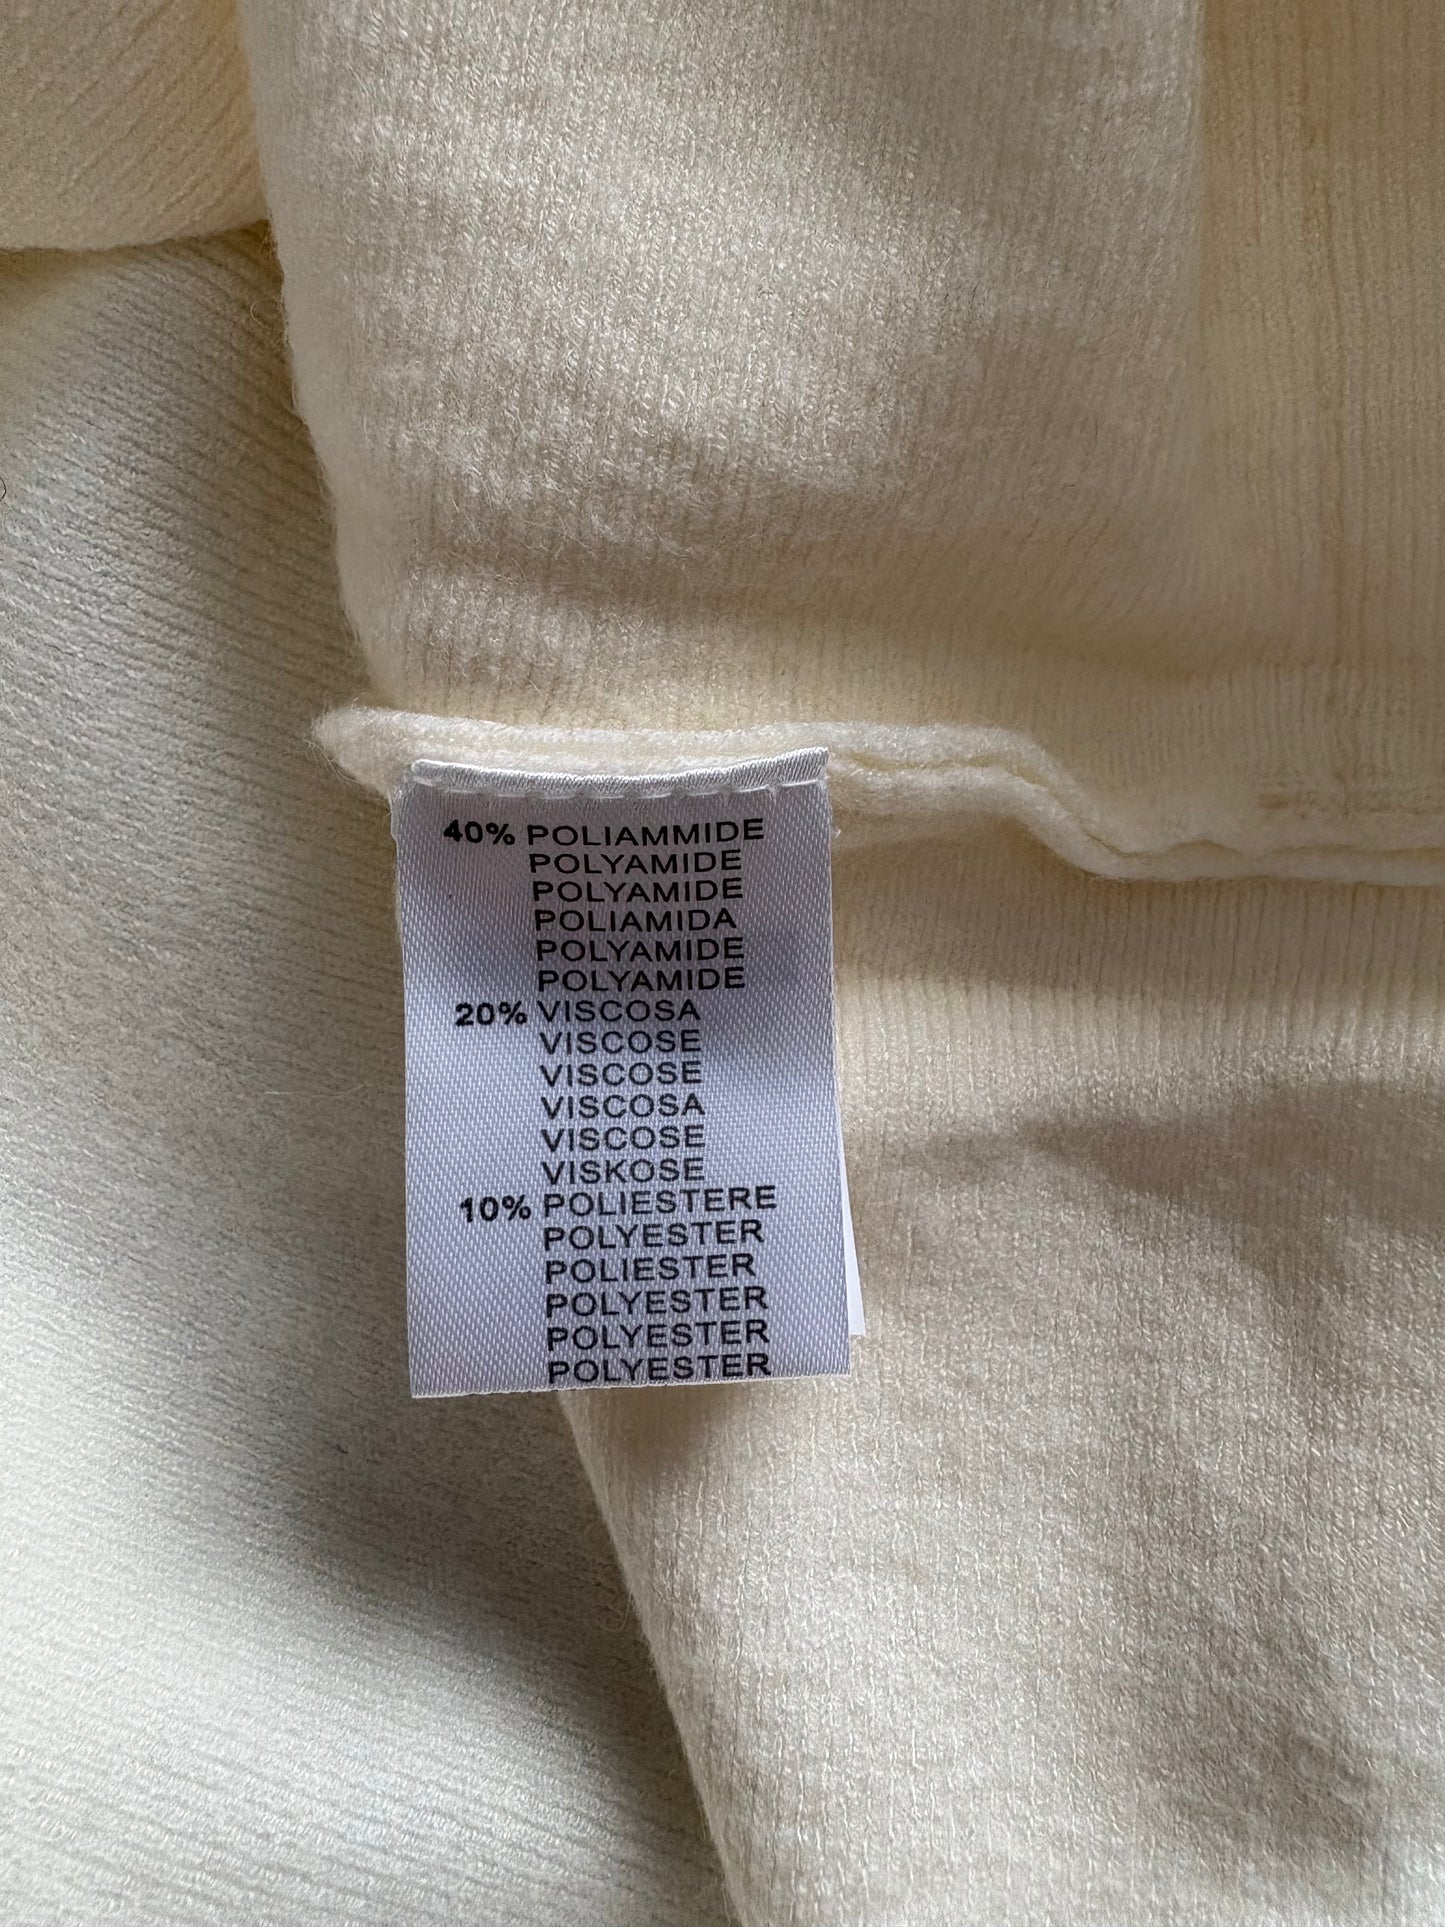 40% POLIAMMIDE
POLYAMIDE
POLYAMIDE
POLIAMIDA
POLYAMIDE
POLYAMIDE
20% VISCOSA
VISCOSE
VISCOSE
VISCOSA
VISCOSE
VISKOSE
10% POLIESTERE
POLYESTER
POLIESTER
POLYESTER
POLYESTER
POLYESTER